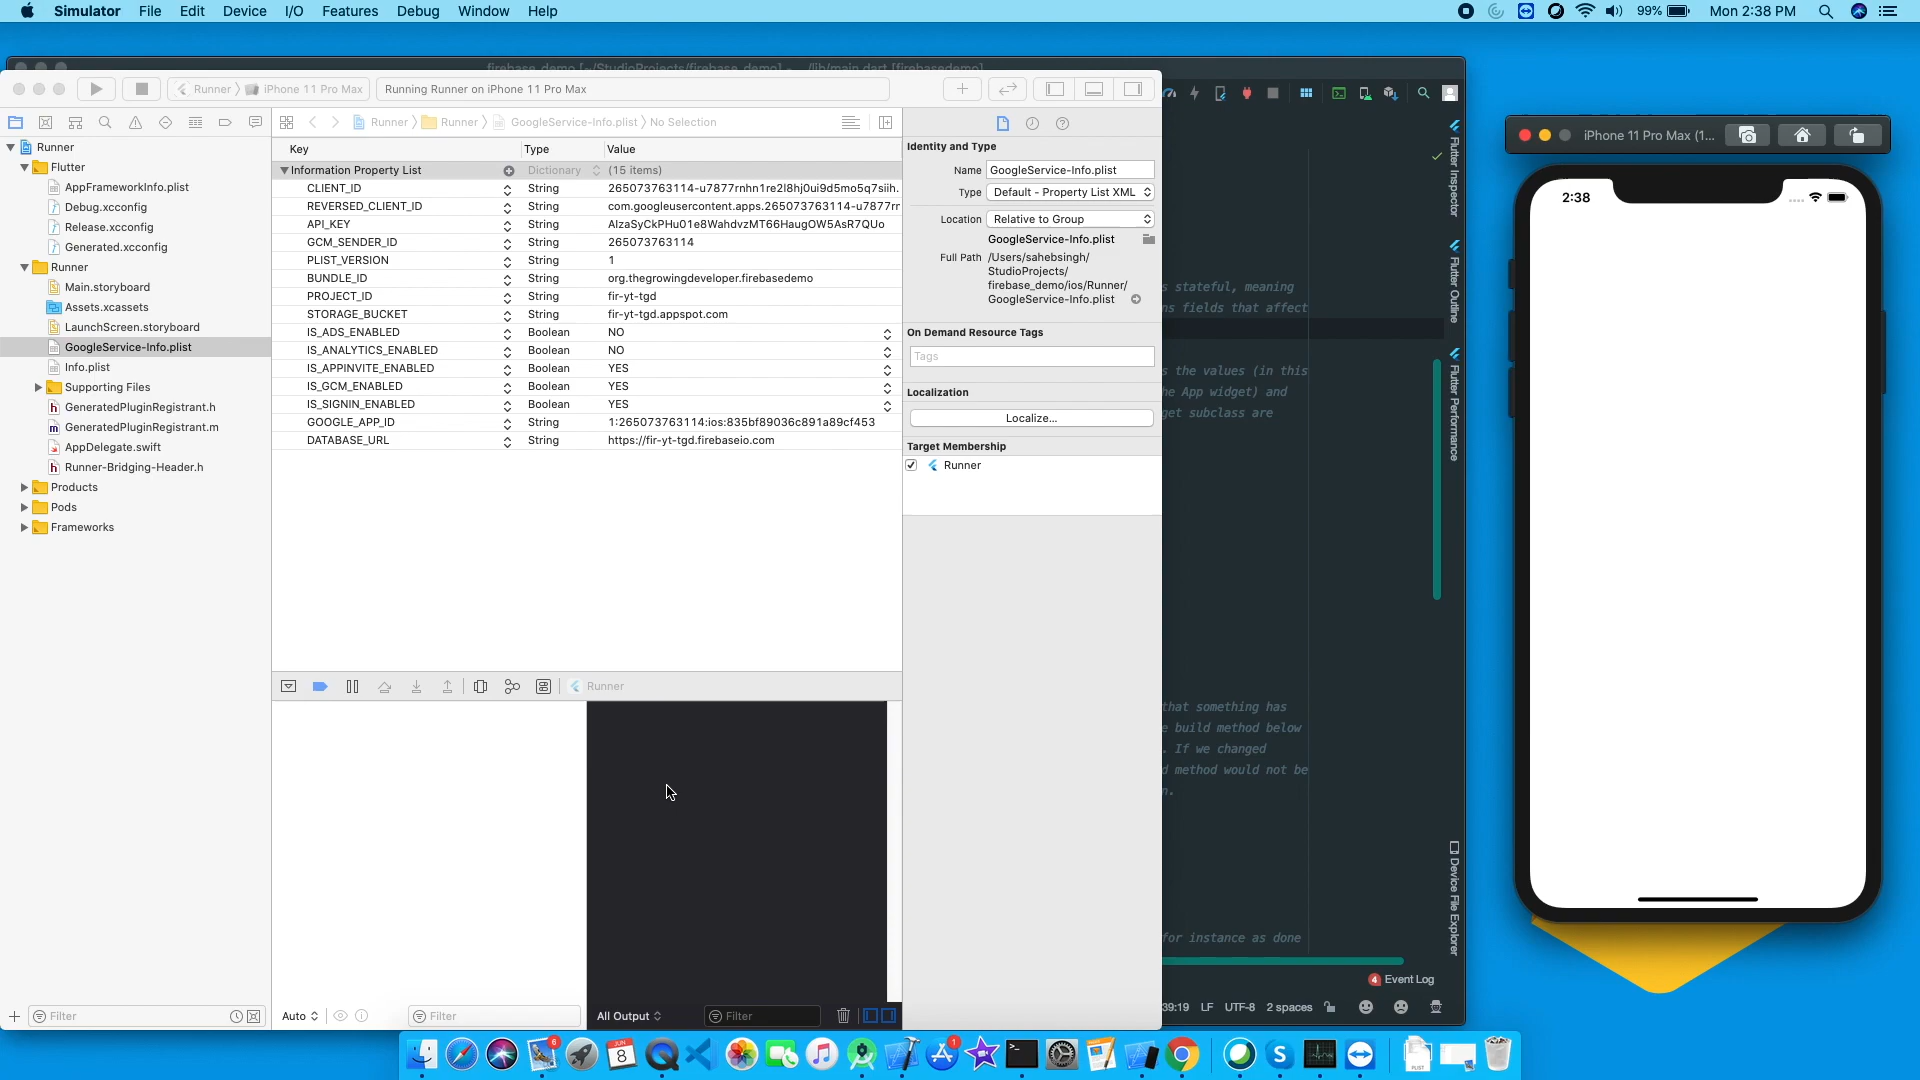 Simulator File Edit Device I/O Features Debug Window Help
99% Mon 2:38 PM
firebase_demo [~/StudioProjects/firebase_demo] - .../lib/main.dart [firebasedemo]
Runner iPhone 11 Pro Max
Running Runner on iPhone 11 Pro Max
Runner Runner GoogleService-Info.plist No Selection
Runner
Flutter
AppFrameworkInfo.plist
Debug.xcconfig
Release.xcconfig
Generated.xcconfig
Runner
Main.storyboard
Assets.xcassets
LaunchScreen.storyboard
GoogleService-Info.plist
Info.plist
Supporting Files
GeneratedPluginRegistrant.h
GeneratedPluginRegistrant.m
AppDelegate.swift
Runner-Bridging-Header.h
Products
Pods
Frameworks
Filter
Key Type Value
Information Property List Dictionary (15 items)
CLIENT_ID String 265073763114-u7877rnhn1re2l8hj0ui9d5mo5q7siih.
REVERSED_CLIENT_ID String com.googleusercontent.apps.265073763114-u7877rr
API_KEY String AIzaSyCkPHu01e8WahdvzMT66HaugOW5AsR7QUo
GCM_SENDER_ID String 265073763114
PLIST_VERSION String 1
BUNDLE_ID String org.thegrowingdeveloper.firebasedemo
PROJECT_ID String fir-yt-tgd
STORAGE_BUCKET String fir-yt-tgd.appspot.com
IS_ADS_ENABLED Boolean NO
IS_ANALYTICS_ENABLED Boolean NO
IS_APPINVITE_ENABLED Boolean YES
IS_GCM_ENABLED Boolean YES
IS_SIGNIN_ENABLED Boolean YES
GOOGLE_APP_ID String 1:265073763114:ios:835bf89036c891a89cf453
DATABASE_URL String https://fir-yt-tgd.firebaseio.com
Runner
Auto Filter
All Output Filter
Identity and Type
Name GoogleService-Info.plist
Type Default - Property List XML
Location Relative to Group
GoogleService-Info.plist
Full Path /Users/sahebsingh/
StudioProjects/
firebase_demo/ios/Runner/
GoogleService-Info.plist
On Demand Resource Tags
Tags
Localization
Localize...
Target Membership
Runner
s stateful, meaning
ns fields that affect
s the values (in this
he App widget) and
get subclass are
that something has
e build method below
. If we changed
d method would not be
n.
for instance as done
4 Event Log
39:19 LF UTF-8 2 spaces
Flutter Inspector
Flutter Outline
Flutter Performance
Device File Explorer
iPhone 11 Pro Max (1...
2:38
6
JUN
8
1
PLIST